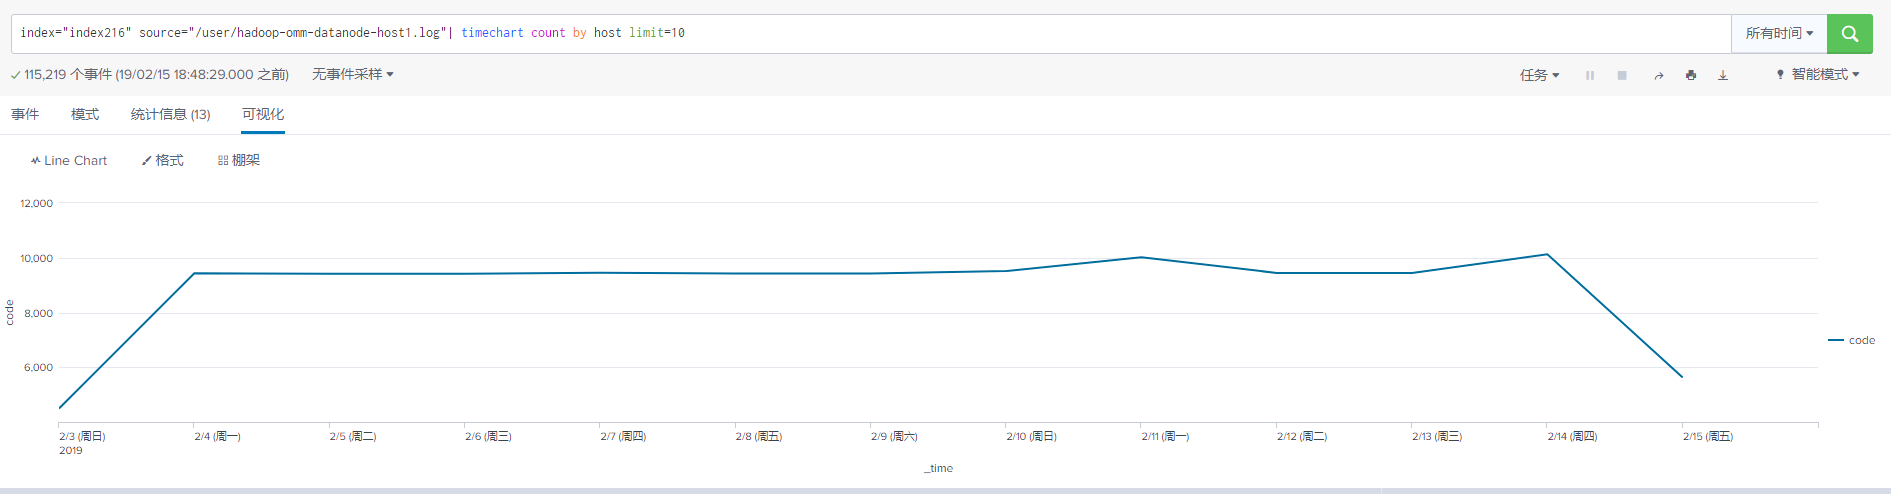 index="index216" source="/user/hadoop-omm-datanode-host1.log"| timechart count by host limit=10 所有时间
115,219 个事件 (19/02/15 18:48:29.000 之前) 无事件采样 任务 智能模式
事件 模式 统计信息 (13) 可视化
Line Chart 格式 棚架
12,000
10,000
8,000
6,000
code
code
2/3 (周日) 2/4 (周一) 2/5 (周二) 2/6 (周三) 2/7 (周四) 2/8 (周五) 2/9 (周六) 2/10 (周日) 2/11 (周一) 2/12 (周二) 2/13 (周三) 2/14 (周四) 2/15 (周五)
2019
_time